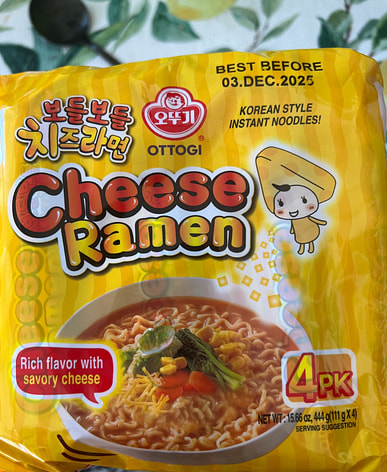 BEST BEFORE
03.DEC.2025
보들보들
치즈라면
오뚜기
®
OTTOGI
KOREAN STYLE
INSTANT NOODLES!
Cheese
Ramen
Rich flavor with
savory cheese
4PK
NET WT: 15.66 oz, 444 g (111 g X 4)
SERVING SUGGESTION